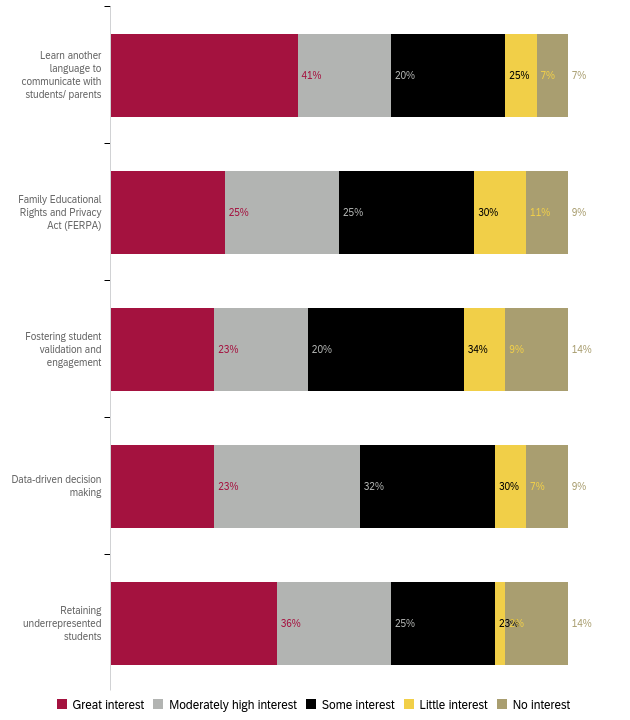 Learn another
language to
communicate with
students/ parents
41%
20%
25%
7%
7%
Family Educational
Rights and Privacy
Act (FERPA)
25%
25%
30%
11%
9%
Fostering student
validation and
engagement
23%
20%
34%
9%
14%
Data-driven decision
making
23%
32%
30%
7%
9%
Retaining
underrepresented
students
36%
25%
23%
14%
Great interest
Moderately high interest
Some interest
Little interest
No interest